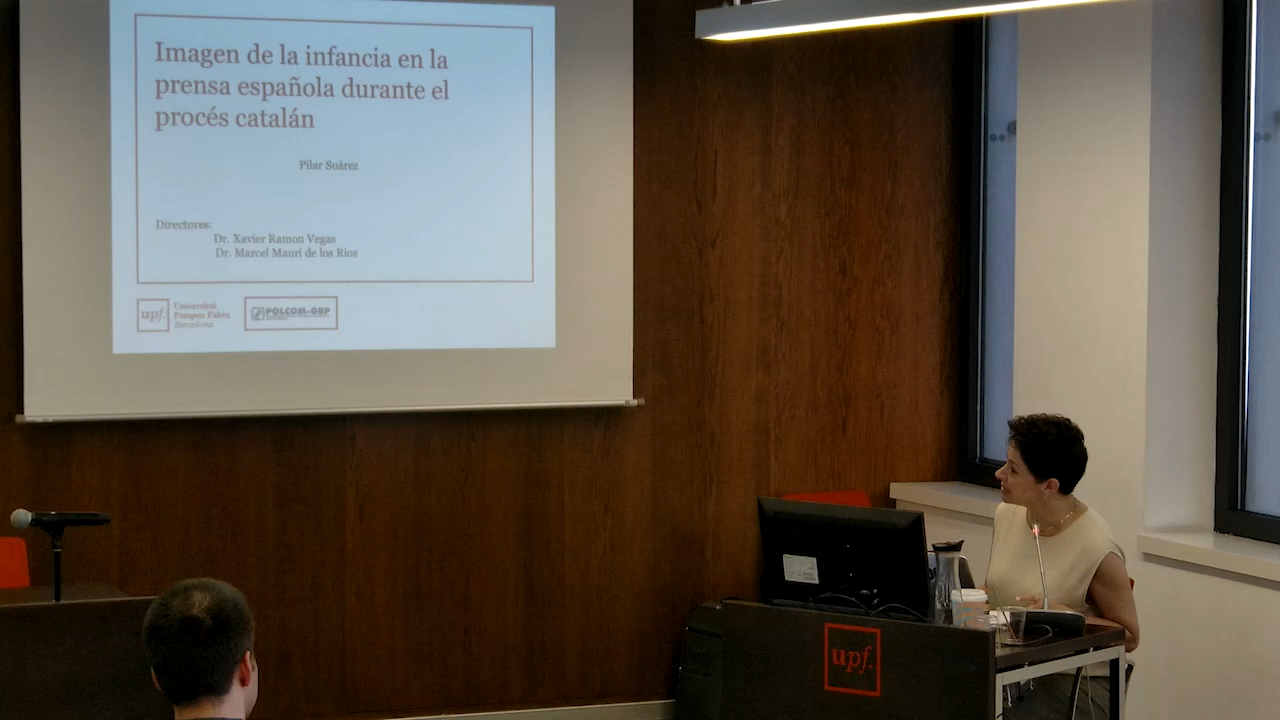 Imagen de la infancia en la
prensa española durante el
procés catalán
Pilar Suárez
Directores:
Dr. Xavier Ramon Vegas
Dr. Marcel Maurí de los Rios
upf.
Universitat
Pompeu Fabra
Barcelona
POLCOM-GRP
upf.